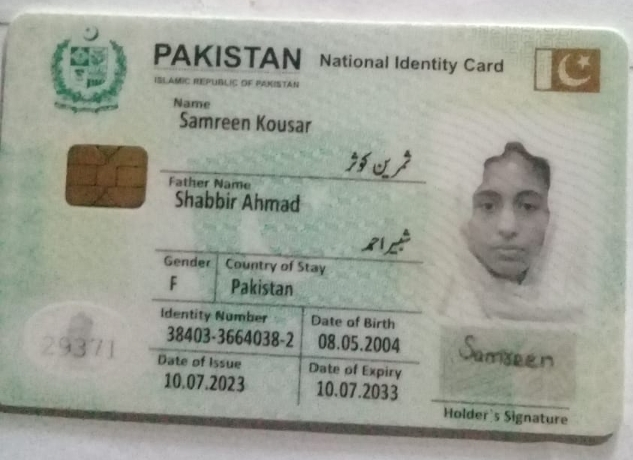 PAKISTAN National Identity Card
ISLAMIC REPUBLIC OF PAKISTAN
Name
Samreen Kousar
ثمرین کوثر
Father Name
Shabbir Ahmad
شبیر احمد
Gender Country of Stay
F Pakistan
Identity Number Date of Birth
38403-3664038-2 08.05.2004
Date of Issue Date of Expiry
10.07.2023 10.07.2033
29371
Samreen
Holder's Signature